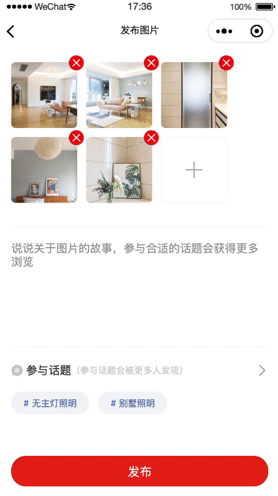 WeChat 17:36 100%
发布图片
说说关于图片的故事，参与合适的话题会获得更多
浏览
参与话题（参与话题会被更多人发现）
# 无主灯照明 # 别墅照明
发布